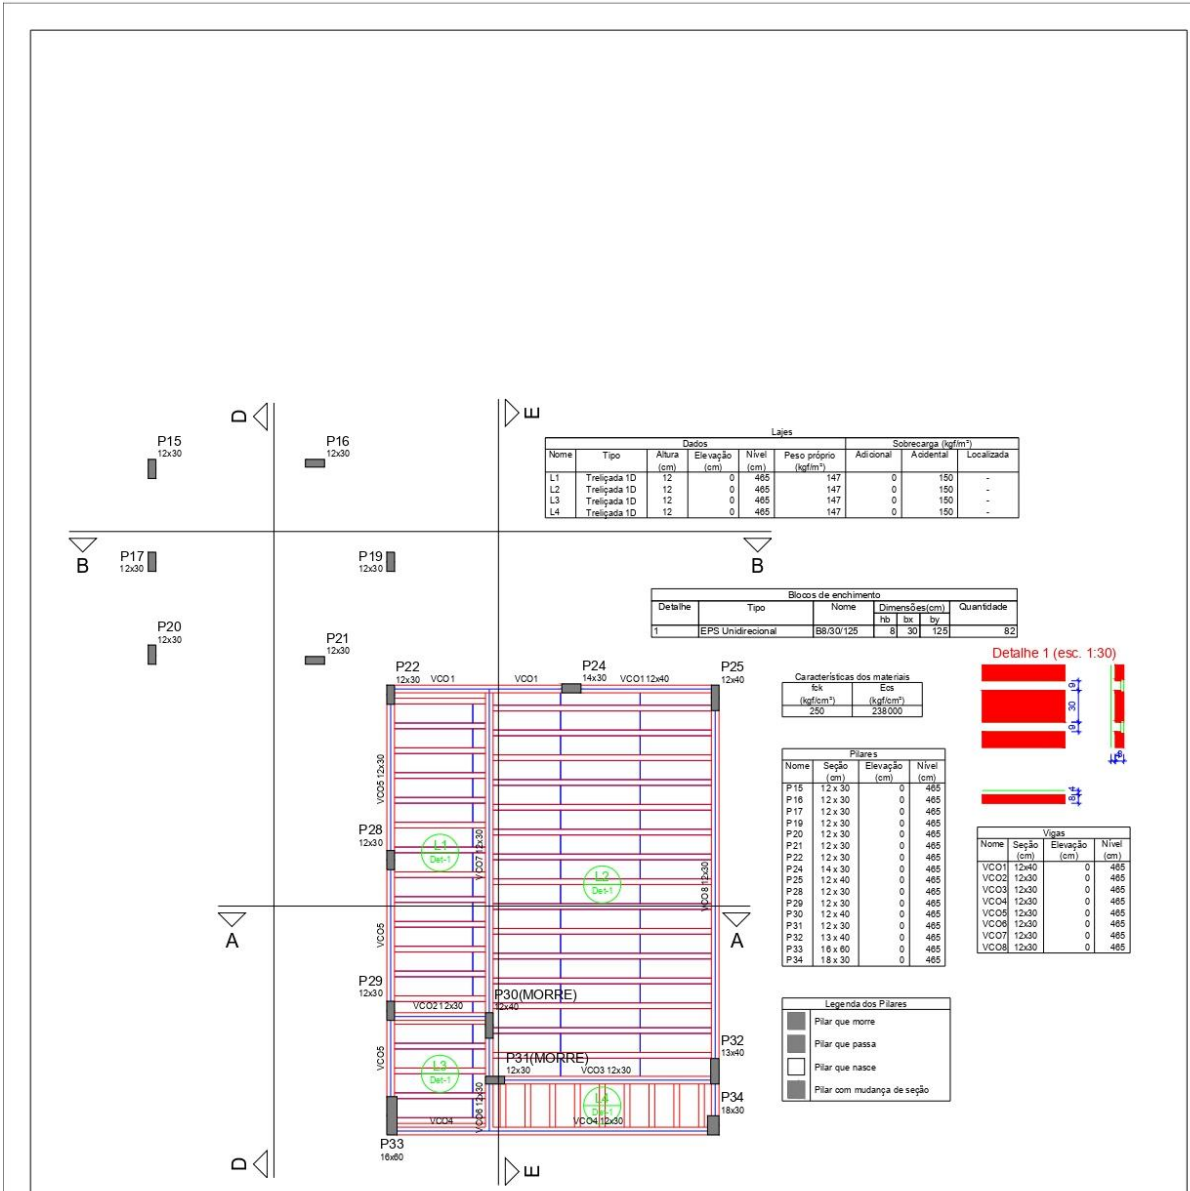 D
E
P15
12x30
P16
12x30
Lajes
Dados Sobrecarga (kgf/m²)
Nome Tipo Altura (cm) Elevação (cm) Nível (cm) Peso próprio (kgf/m²) Adicional Acidental Localizada
L1 Treliçada 1D 12 0 465 147 0 150 -
L2 Treliçada 1D 12 0 465 147 0 150 -
L3 Treliçada 1D 12 0 465 147 0 150 -
L4 Treliçada 1D 12 0 465 147 0 150 -
B
B
P17
12x30
P19
12x30
Blocos de enchimento
Detalhe Tipo Nome Dimensões(cm) Quantidade
hb bx by
1 EPS Unidirecional B8/30/125 8 30 125 82
P20
12x30
P21
12x30
Detalhe 1 (esc. 1:30)
9
30
9
8 4
P22
12x30
VCO1
VCO1
P24
14x30
VCO1 12x40
P25
12x40
Características dos materiais
fck (kgf/cm²) Ecs (kgf/cm²)
250 238000
VCO5 12x30
P28
12x30
L1
Det-1
VCO7 12x30
L2
Det-1
VCO8 12x30
A
A
VCO5
P29
12x30
VCO2 12x30
P30(MORRE)
12x40
P31(MORRE)
12x30
VCO3 12x30
P32
13x40
VCO5
L3
Det-1
VCO6 12x30
L4
Det-1
P34
18x30
VCO4
VCO4 12x30
P33
16x60
D
E
Pilares
Nome Seção (cm) Elevação (cm) Nível (cm)
P15 12 x 30 0 465
P16 12 x 30 0 465
P17 12 x 30 0 465
P19 12 x 30 0 465
P20 12 x 30 0 465
P21 12 x 30 0 465
P22 12 x 30 0 465
P24 14 x 30 0 465
P25 12 x 40 0 465
P28 12 x 30 0 465
P29 12 x 30 0 465
P30 12 x 40 0 465
P31 12 x 30 0 465
P32 13 x 40 0 465
P33 16 x 60 0 465
P34 18 x 30 0 465
Vigas
Nome Seção (cm) Elevação (cm) Nível (cm)
VCO1 12x40 0 465
VCO2 12x30 0 465
VCO3 12x30 0 465
VCO4 12x30 0 465
VCO5 12x30 0 465
VCO6 12x30 0 465
VCO7 12x30 0 465
VCO8 12x30 0 465
Legenda dos Pilares
Pilar que morre
Pilar que passa
Pilar que nasce
Pilar com mudança de seção